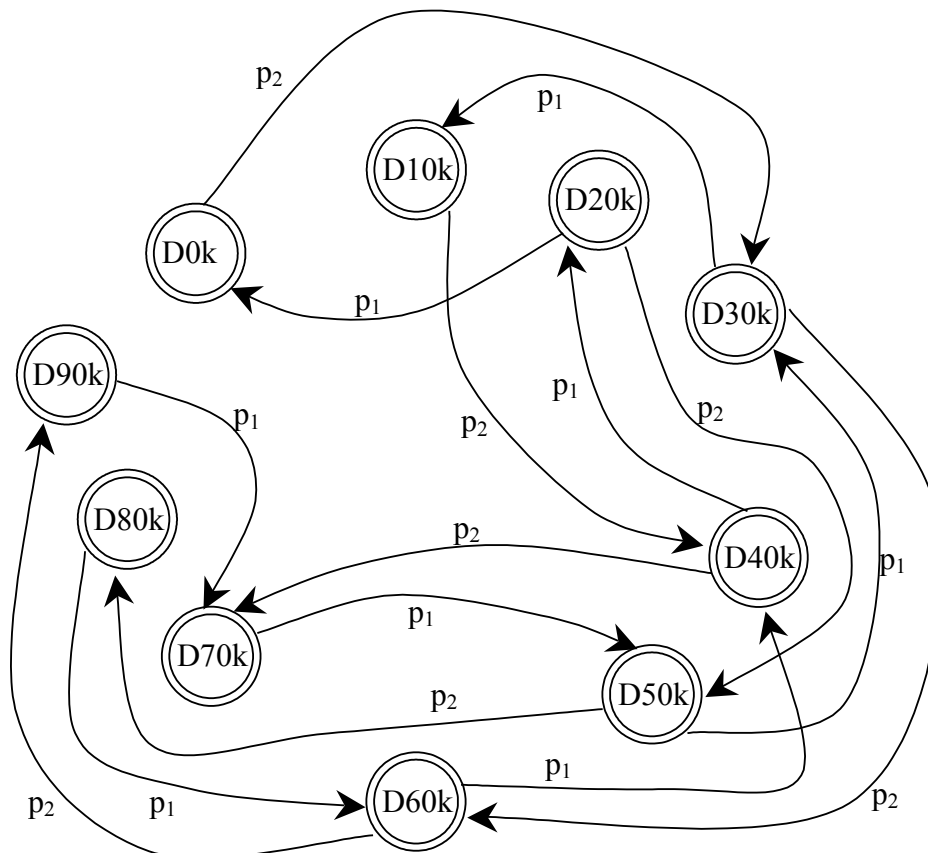 p₂
p₁
D10k
D20k
D0k
p₁
D30k
D90k
p₁
p₁
p₂
p₂
D80k
p₂
D40k
p₁
p₁
D70k
D50k
p₂
p₁
p₂
p₁
D60k
p₂